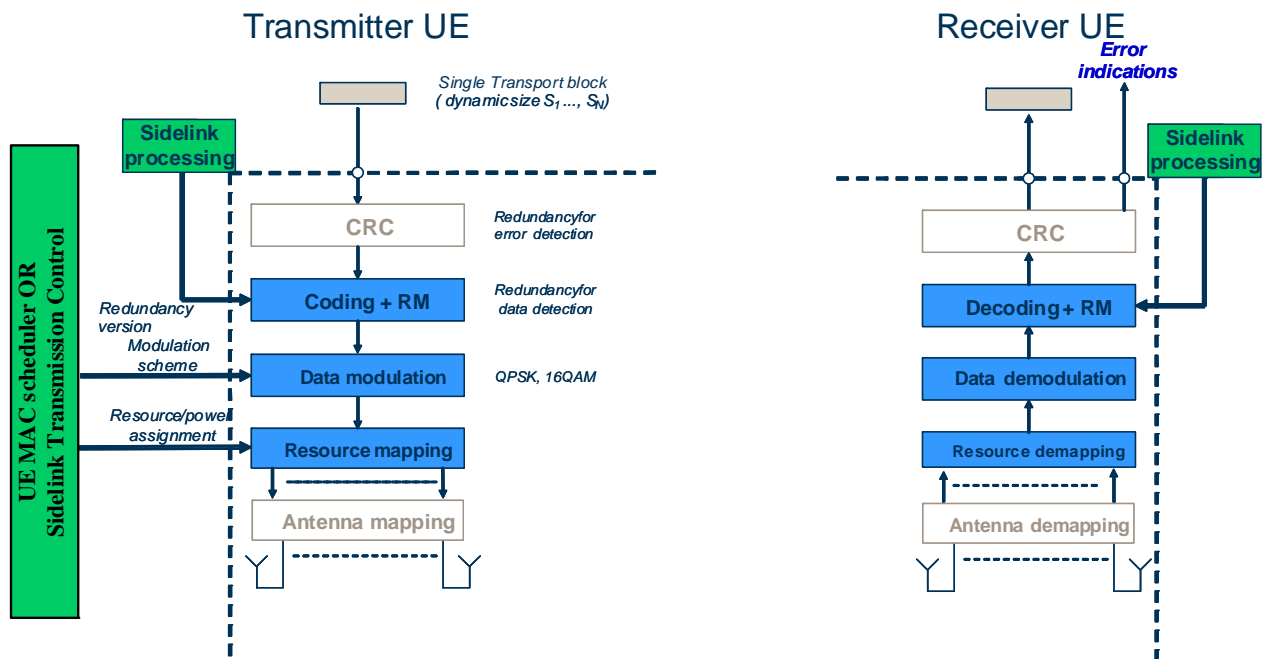 Transmitter UE
Single Transport block
( dynamicsize S1 ..., SN)
Sidelink
processing
UE MAC scheduler OR
Sidelink Transmission Control
CRC
Redundancyfor
error detection
Coding + RM
Redundancyfor
data detection
Redundancy
version
Modulation
scheme
Data modulation
QPSK, 16QAM
Resource/power
assignment
Resource mapping
Antenna mapping
Receiver UE
Error
indications
Sidelink
processing
CRC
Decoding + RM
Data demodulation
Resource demapping
Antenna demapping